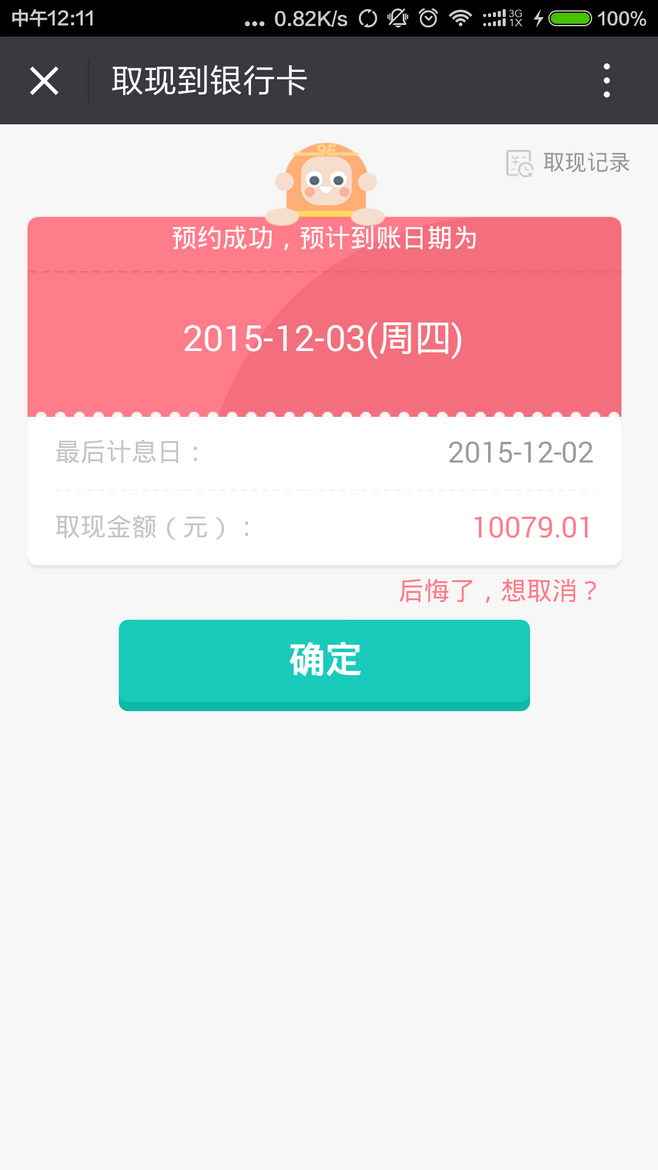 中午12:11
... 0.82K/s 3G 1X 100%
取现到银行卡
9F
取现记录
预约成功，预计到账日期为
2015-12-03(周四)
最后计息日： 2015-12-02
取现金额（元）： 10079.01
后悔了，想取消？
确定